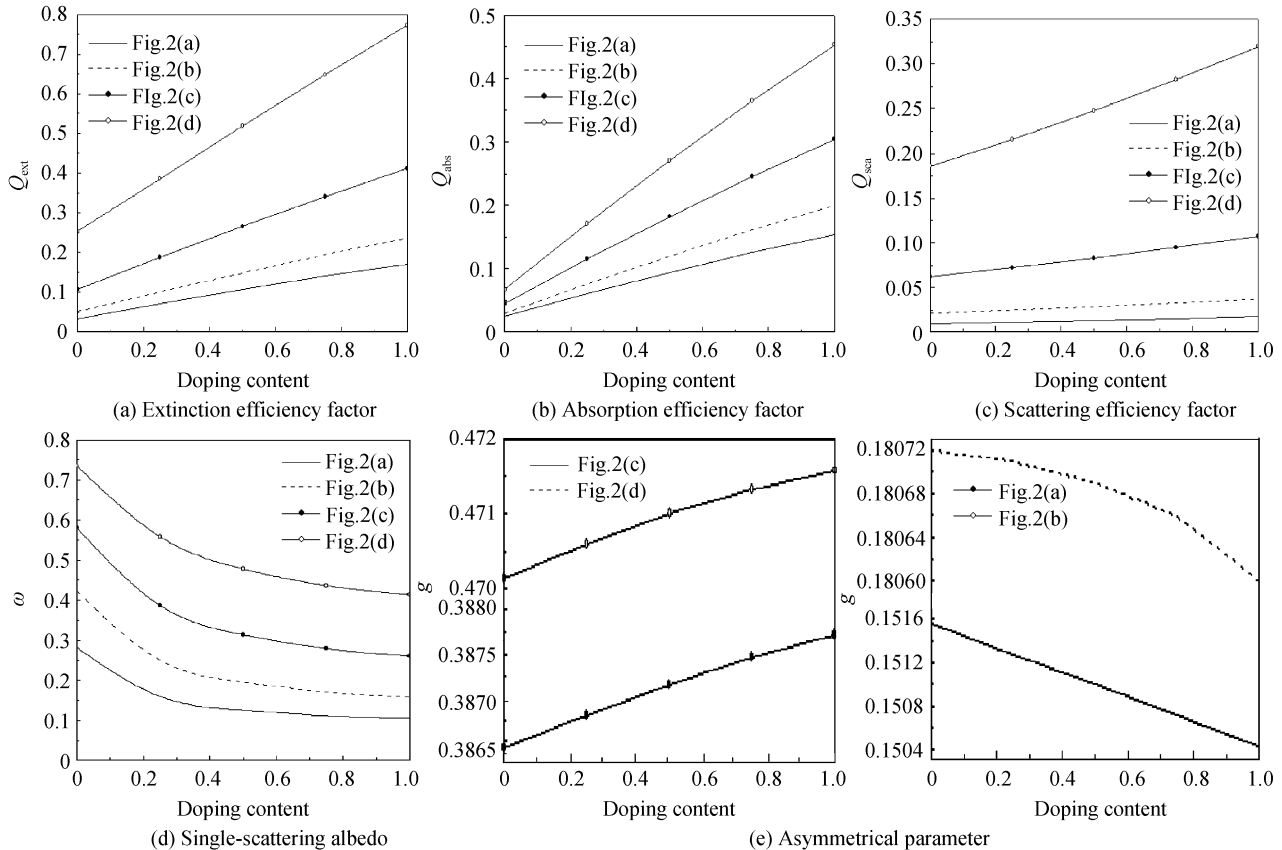 0.8
0.7
0.6
0.5
0.4
0.3
0.2
0.1
0
Q_ext
Fig.2(a)
Fig.2(b)
FIg.2(c)
Fig.2(d)
0 0.2 0.4 0.6 0.8 1.0
Doping content
(a) Extinction efficiency factor
0.5
0.4
0.3
0.2
0.1
0
Q_abs
Fig.2(a)
Fig.2(b)
FIg.2(c)
Fig.2(d)
0 0.2 0.4 0.6 0.8 1.0
Doping content
(b) Absorption efficiency factor
0.35
0.30
0.25
0.20
0.15
0.10
0.05
0
Q_sca
Fig.2(a)
Fig.2(b)
FIg.2(c)
Fig.2(d)
0 0.2 0.4 0.6 0.8 1.0
Doping content
(c) Scattering efficiency factor
0.8
0.7
0.6
0.5
0.4
0.3
0.2
0.1
0
ω
Fig.2(a)
Fig.2(b)
FIg.2(c)
Fig.2(d)
0 0.2 0.4 0.6 0.8 1.0
Doping content
(d) Single-scattering albedo
0.472
0.471
0.470
0.3880
0.3875
0.3870
0.3865
g
Fig.2(c)
Fig.2(d)
0 0.2 0.4 0.6 0.8 1.0
Doping content
0.18072
0.18068
0.18064
0.18060
0.1516
0.1512
0.1508
0.1504
g
Fig.2(a)
Fig.2(b)
0 0.2 0.4 0.6 0.8 1.0
Doping content
(e) Asymmetrical parameter